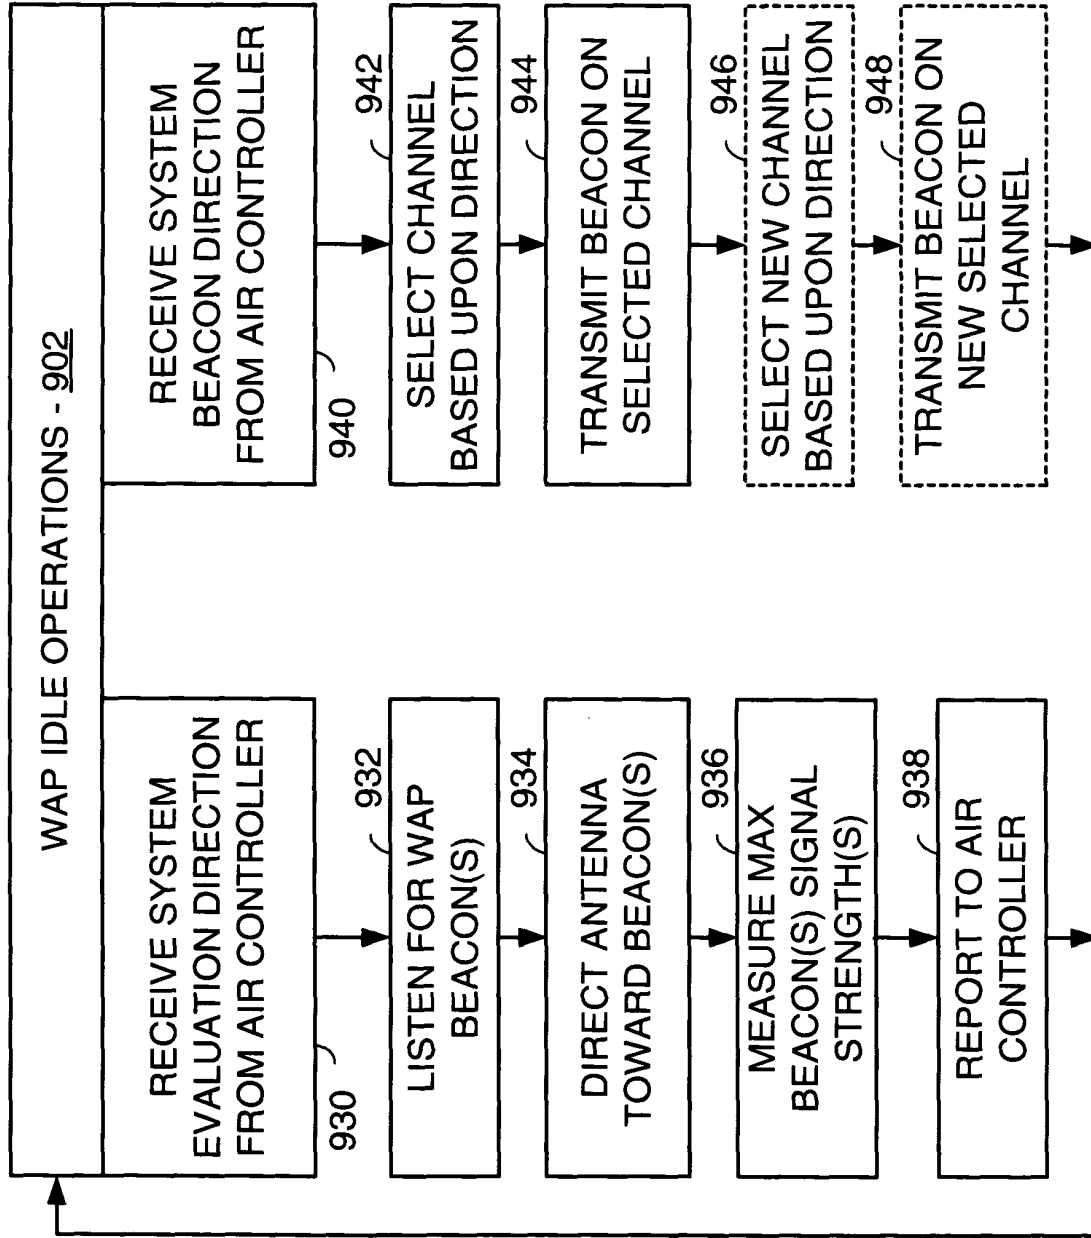 WAP IDLE OPERATIONS - 902
RECEIVE SYSTEM
EVALUATION DIRECTION
FROM AIR CONTROLLER
930
LISTEN FOR WAP
BEACON(S)
932
DIRECT ANTENNA
TOWARD BEACON(S)
934
MEASURE MAX
BEACON(S) SIGNAL
STRENGTH(S)
936
REPORT TO AIR
CONTROLLER
938
RECEIVE SYSTEM
BEACON DIRECTION
FROM AIR CONTROLLER
940
SELECT CHANNEL
BASED UPON DIRECTION
942
TRANSMIT BEACON ON
SELECTED CHANNEL
944
SELECT NEW CHANNEL
BASED UPON DIRECTION
946
TRANSMIT BEACON ON
NEW SELECTED
CHANNEL
948